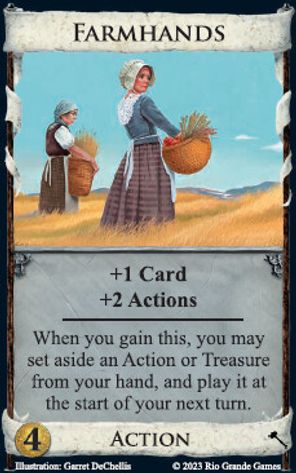 FARMHANDS
+1 Card
+2 Actions
When you gain this, you may
set aside an Action or Treasure
from your hand, and play it at
the start of your next turn.
4
ACTION
Illustration: Garret DeChellis
© 2023 Rio Grande Games